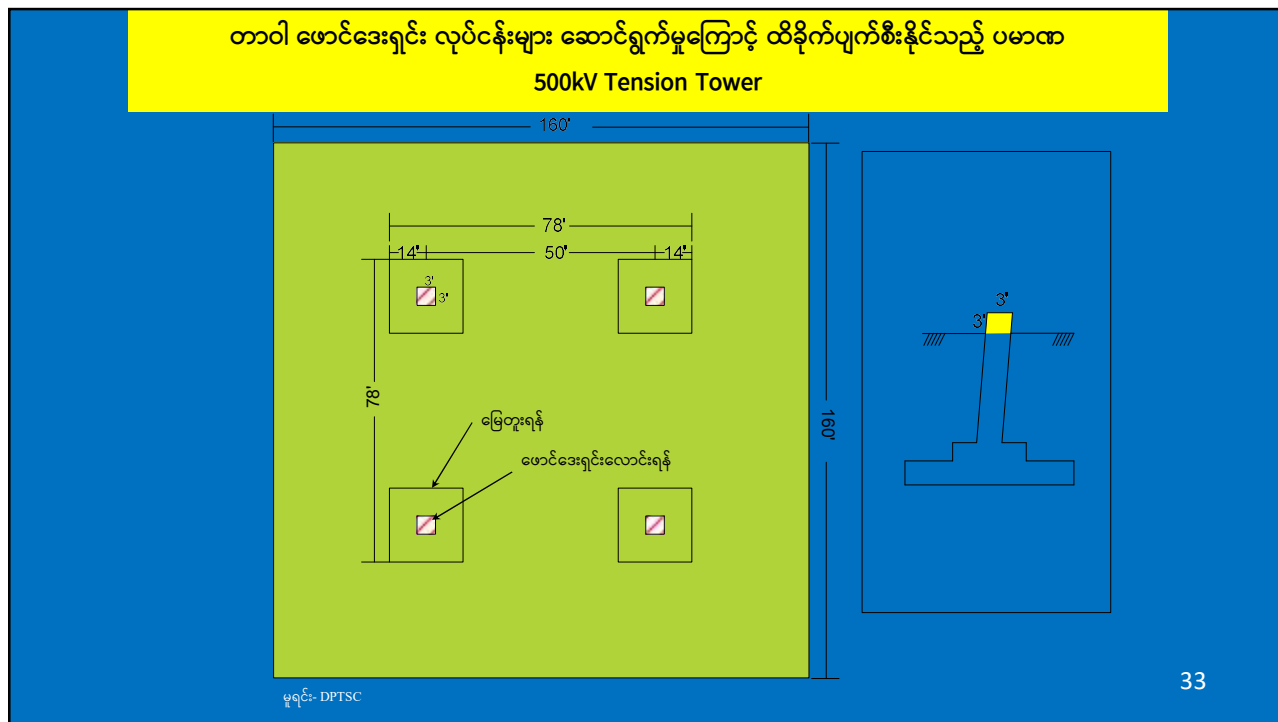 တာဝါ ဖောင်ဒေးရှင်း လုပ်ငန်းများ ဆောင်ရွက်မှုကြောင့် ထိခိုက်ပျက်စီးနိုင်သည့် ပမာဏ
500kV Tension Tower
160'
78'
14'
50'
14'
3'
3'
78'
160'
3'
3'
မြေတူးရန်
ဖောင်ဒေးရှင်းလောင်းရန်
33
မူရင်း- DPTSC